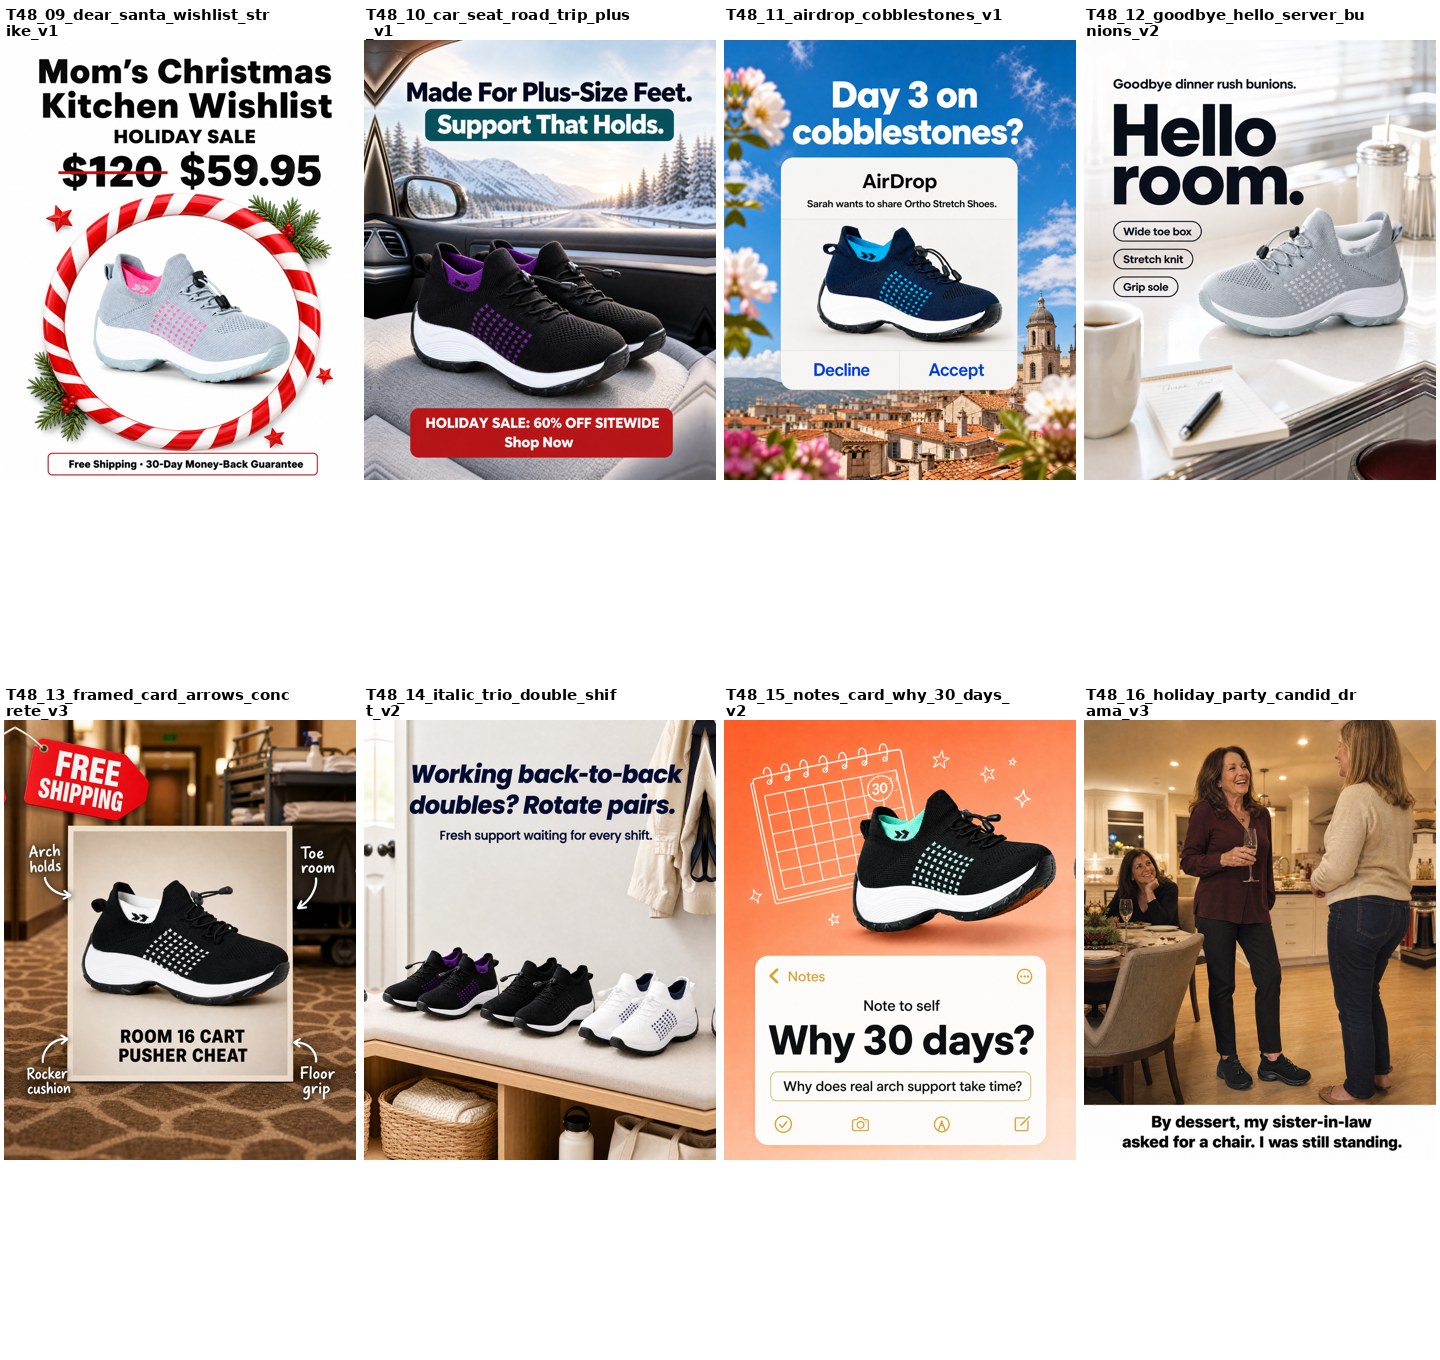 T48_09_dear_santa_wishlist_str
ike_v1
Mom's Christmas
Kitchen Wishlist
HOLIDAY SALE
$120 $59.95
Free Shipping • 30-Day Money-Back Guarantee
T48_10_car_seat_road_trip_plus
_v1
Made For Plus-Size Feet.
Support That Holds.
HOLIDAY SALE: 60% OFF SITEWIDE
Shop Now
T48_11_airdrop_cobblestones_v1
Day 3 on
cobblestones?
AirDrop
Sarah wants to share Ortho Stretch Shoes.
Decline
Accept
T48_12_goodbye_hello_server_bu
nions_v2
Goodbye dinner rush bunions.
Hello
room.
Wide toe box
Stretch knit
Grip sole
T48_13_framed_card_arrows_conc
rete_v3
FREE
SHIPPING
Arch
holds
Toe
room
ROOM 16 CART
PUSHER CHEAT
Rocker
cushion
Floor
grip
T48_14_italic_trio_double_shif
t_v2
Working back-to-back
doubles? Rotate pairs.
Fresh support waiting for every shift.
T48_15_notes_card_why_30_days_
v2
30
Notes
Note to self
Why 30 days?
Why does real arch support take time?
T48_16_holiday_party_candid_dr
ama_v3
By dessert, my sister-in-law
asked for a chair. I was still standing.